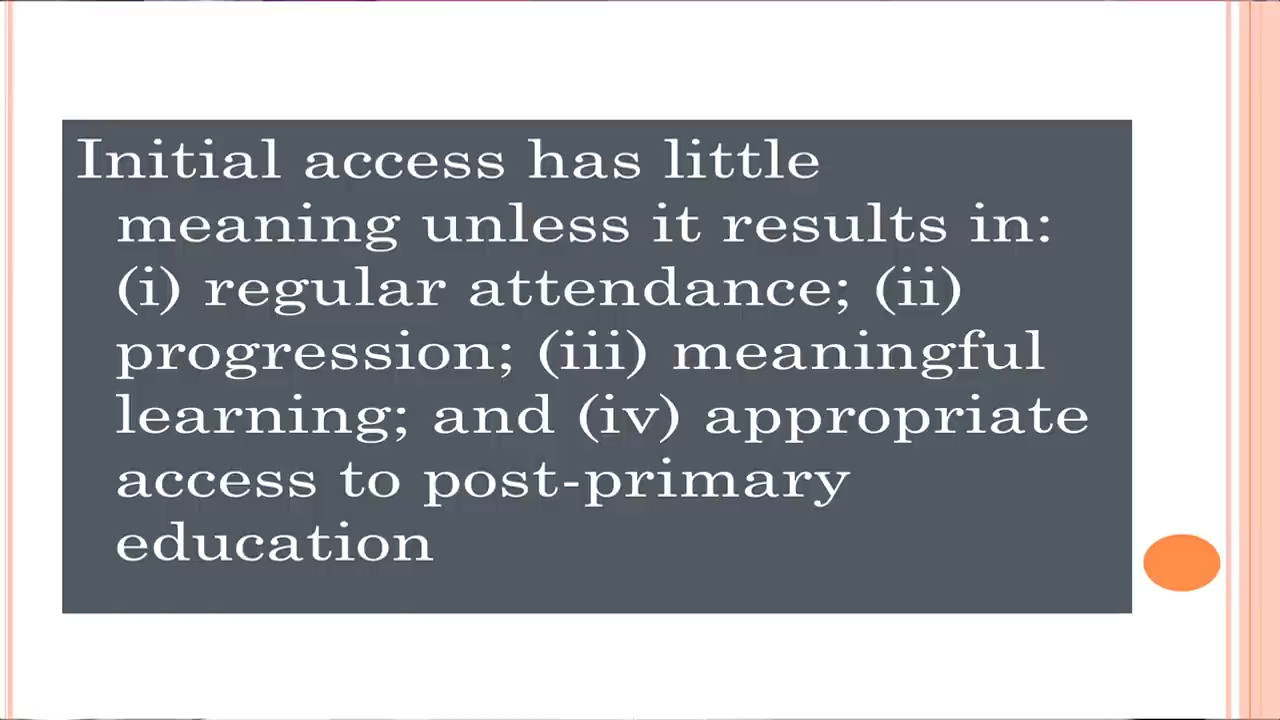 Initial access has little
meaning unless it results in:
(i) regular attendance; (ii)
progression; (iii) meaningful
learning; and (iv) appropriate
access to post-primary
education